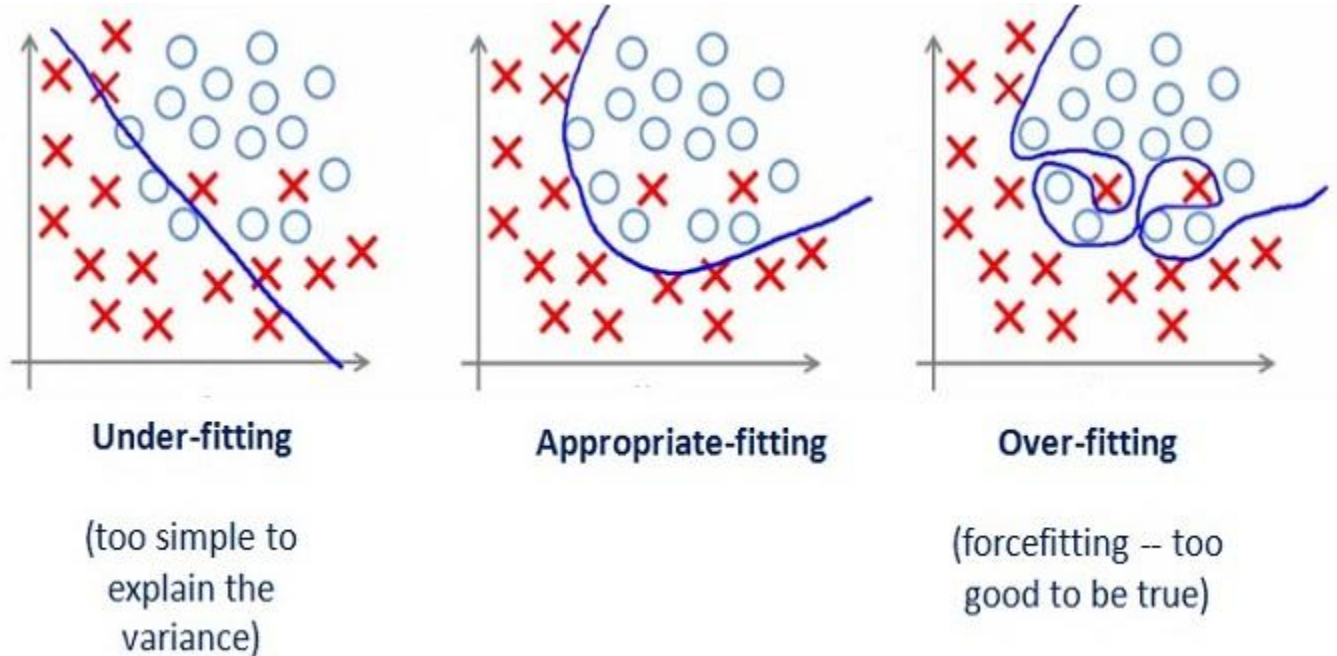 Under-fitting
Appropriate-fitting
Over-fitting
(too simple to
explain the
variance)
(forcefitting -- too
good to be true)